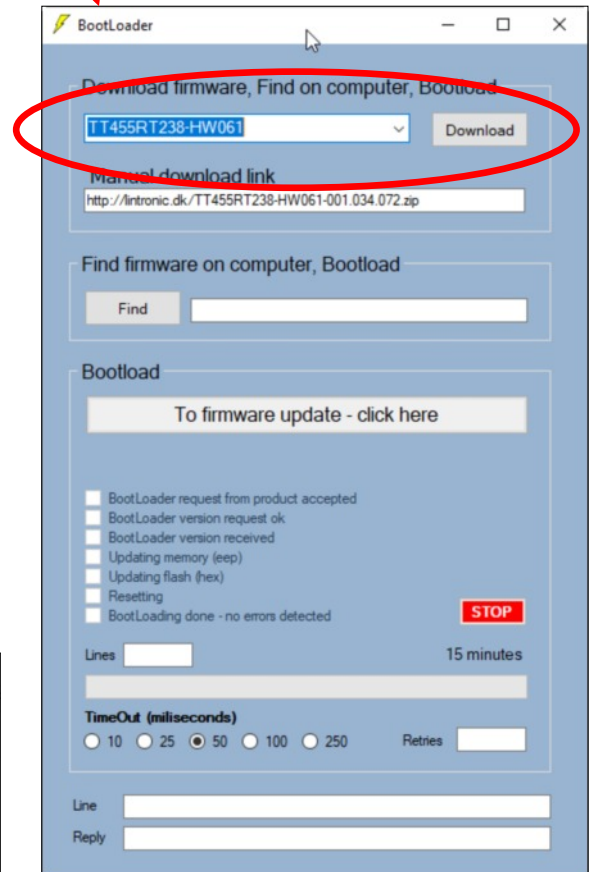 BootLoader
Download firmware, Find on computer, Bootload
TT455RT238-HW061
Download
Manual download link
http://lintronic.dk/TT455RT238-HW061-001.034.072.zip
Find firmware on computer, Bootload
Find
Bootload
To firmware update - click here
BootLoader request from product accepted
BootLoader version request ok
BootLoader version received
Updating memory (eep)
Updating flash (hex)
Resetting
BootLoading done - no errors detected
STOP
Lines
15 minutes
TimeOut (miliseconds)
10 25 50 100 250 Retries
Line
Reply